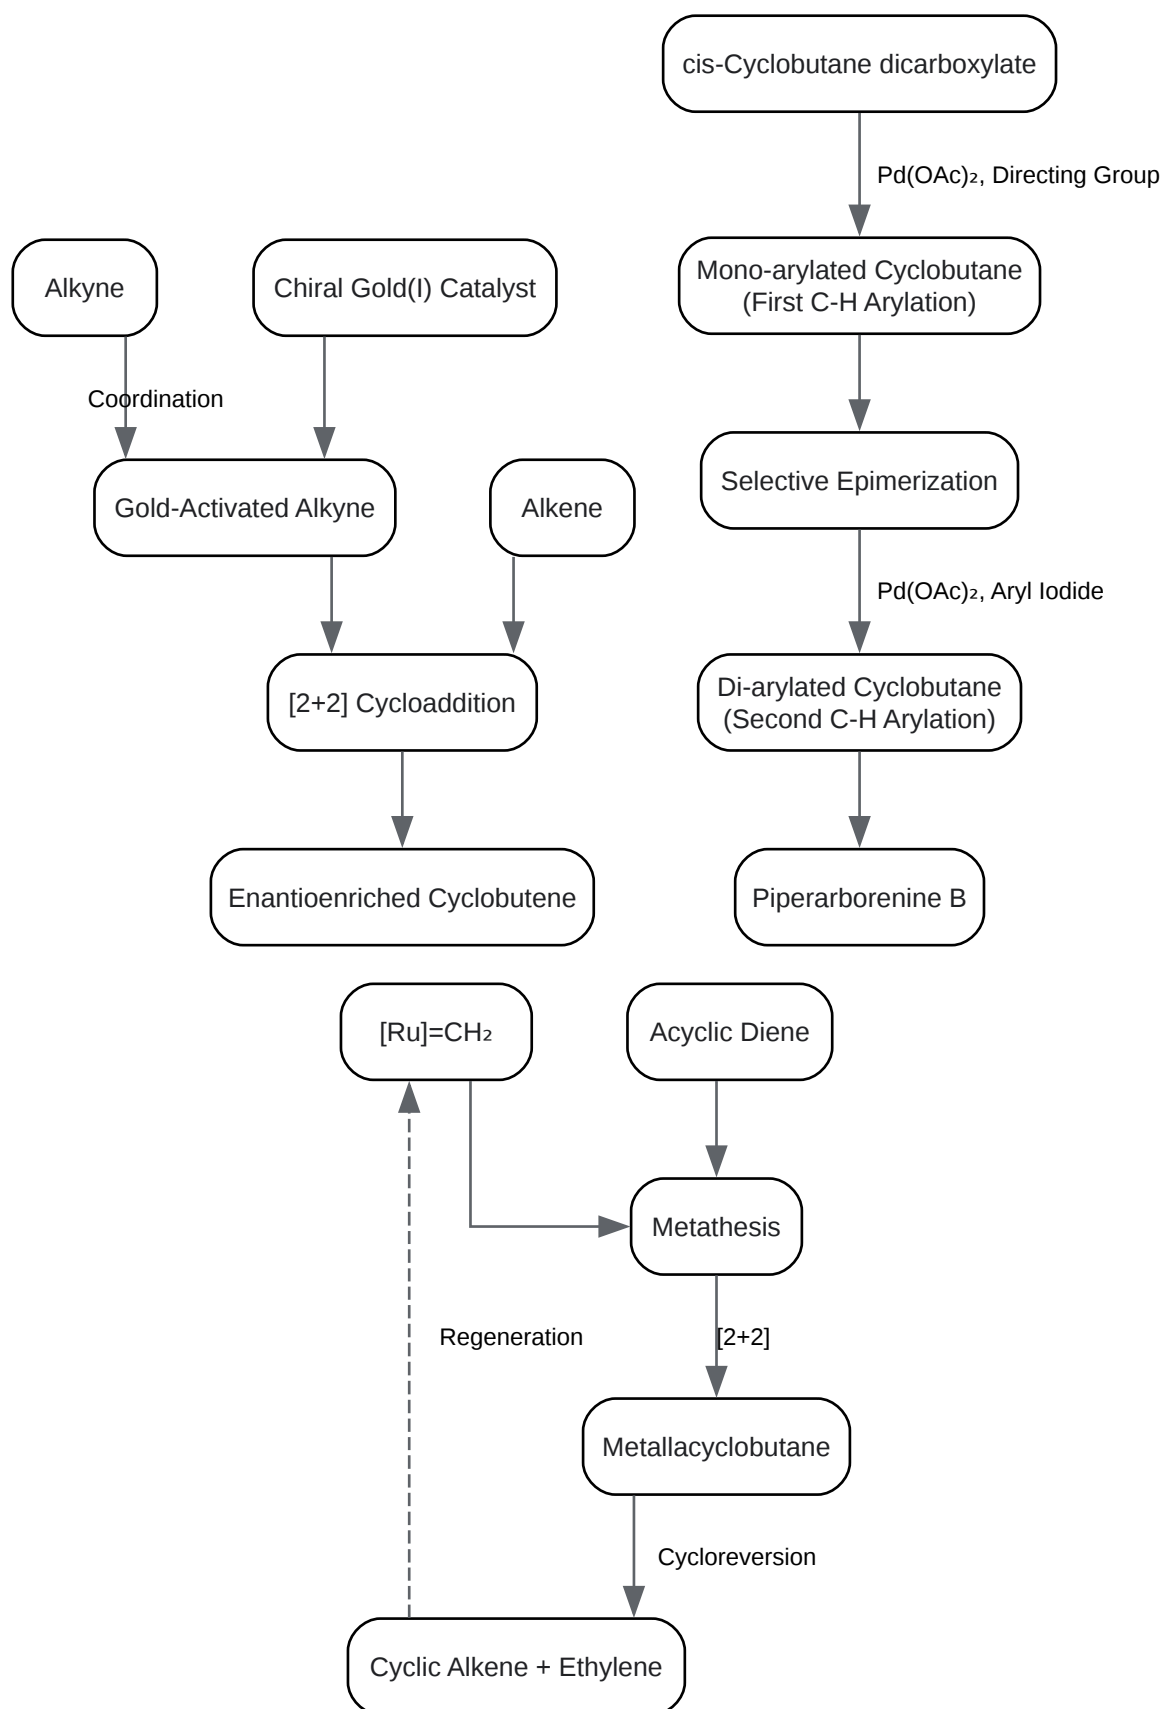 cis-Cyclobutane dicarboxylate
Pd(OAc)₂, Directing Group
Mono-arylated Cyclobutane
(First C-H Arylation)
Selective Epimerization
Pd(OAc)₂, Aryl Iodide
Di-arylated Cyclobutane
(Second C-H Arylation)
Piperarborenine B
Alkyne
Chiral Gold(I) Catalyst
Coordination
Gold-Activated Alkyne
Alkene
[2+2] Cycloaddition
Enantioenriched Cyclobutene
[Ru]=CH₂
Acyclic Diene
Metathesis
Regeneration
[2+2]
Metallacyclobutane
Cycloreversion
Cyclic Alkene + Ethylene